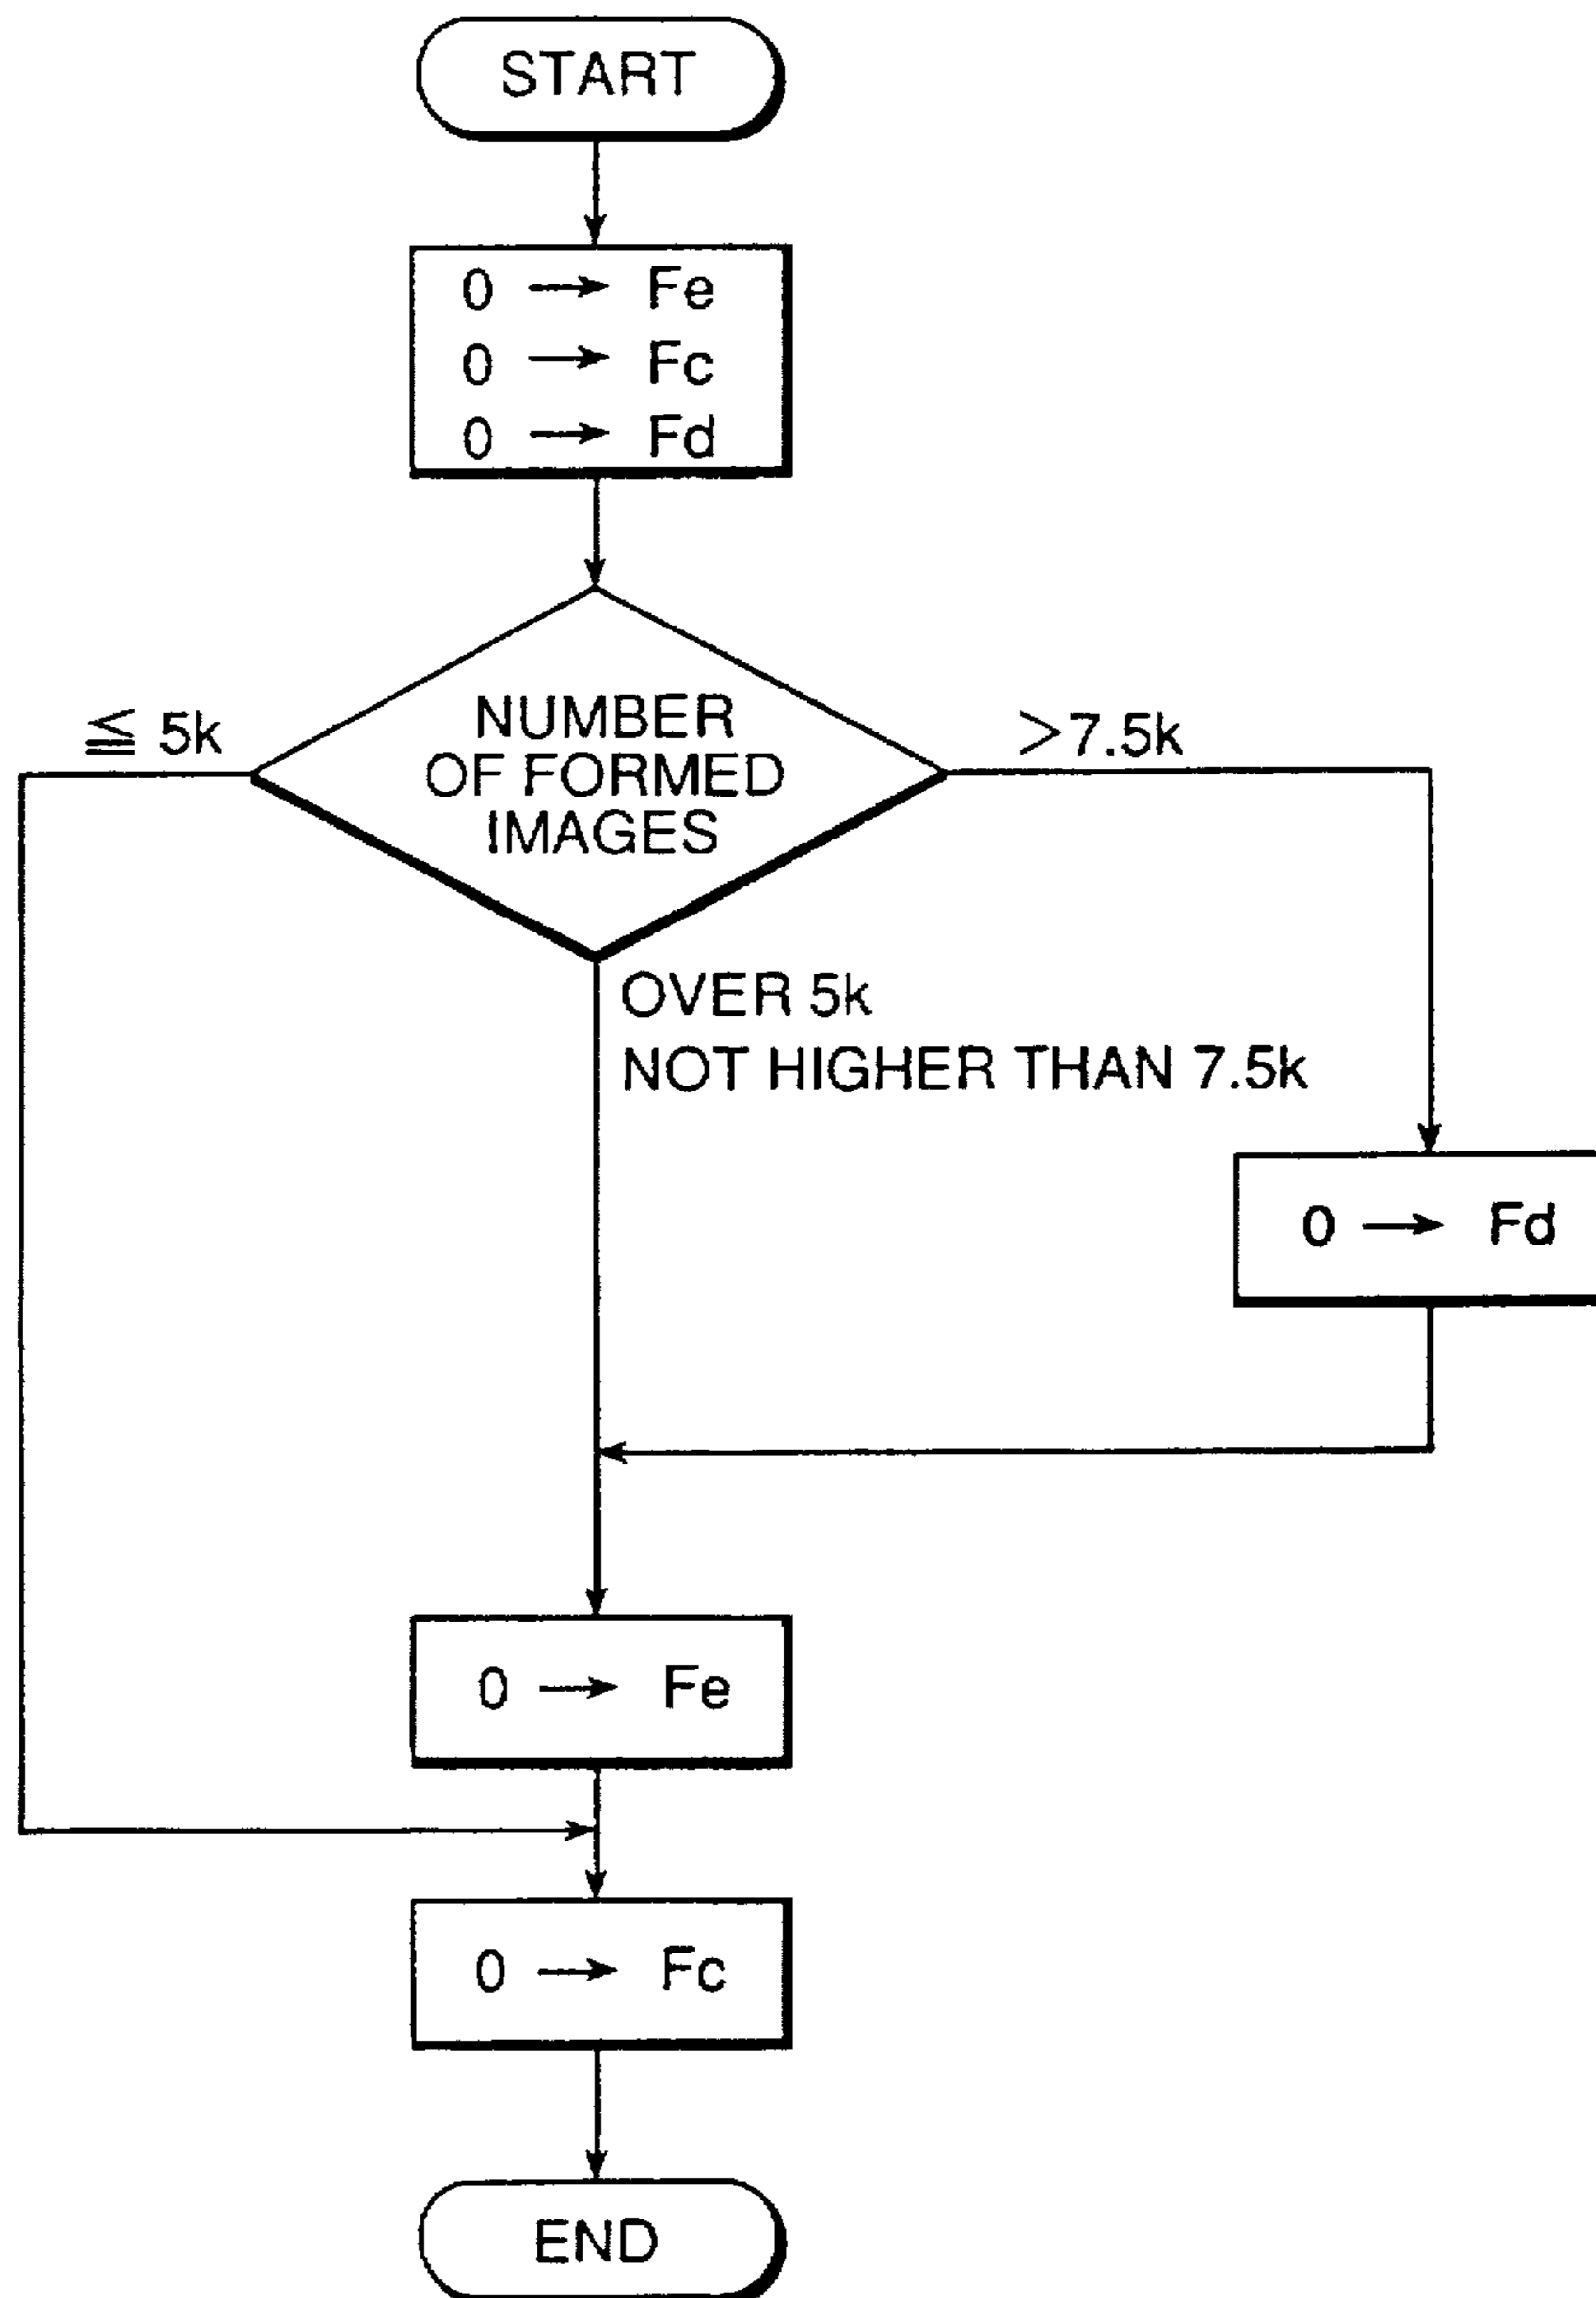 START
0 → Fe
0 → Fc
0 → Fd
NUMBER
OF FORMED
IMAGES
≦ 5k
>7.5k
OVER 5k
NOT HIGHER THAN 7.5k
0 → Fd
0 → Fe
0 → Fc
END